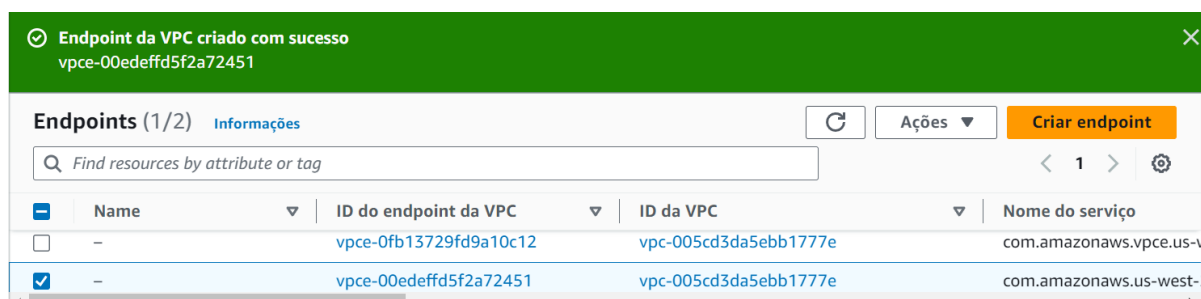 Endpoint da VPC criado com sucesso
vpce-00edeffd5f2a72451
Endpoints (1/2) Informações Ações Criar endpoint
Find resources by attribute or tag 1
Name ID do endpoint da VPC ID da VPC Nome do serviço
– vpce-0fb13729fd9a10c12 vpc-005cd3da5ebb1777e com.amazonaws.vpce.us-w
– vpce-00edeffd5f2a72451 vpc-005cd3da5ebb1777e com.amazonaws.us-west-